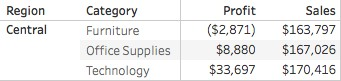 Region Category Profit Sales
Central Furniture ($2,871) $163,797
Office Supplies $8,880 $167,026
Technology $33,697 $170,416